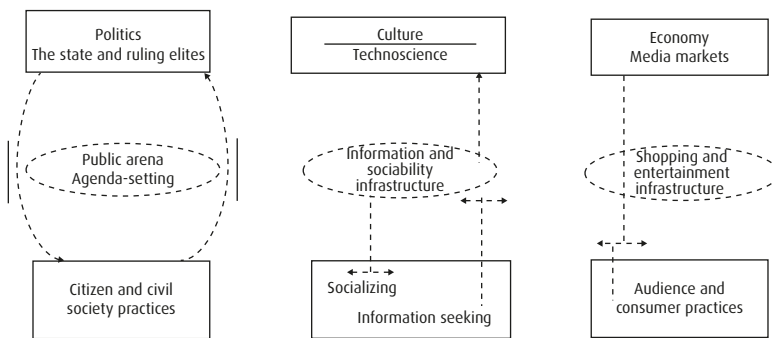 Politics
The state and ruling elites
Public arena
Agenda-setting
Citizen and civil
society practices
Culture
Technoscience
Information and
sociability
infrastructure
Socializing
Information seeking
Economy
Media markets
Shopping and
entertainment
infrastructure
Audience and
consumer practices